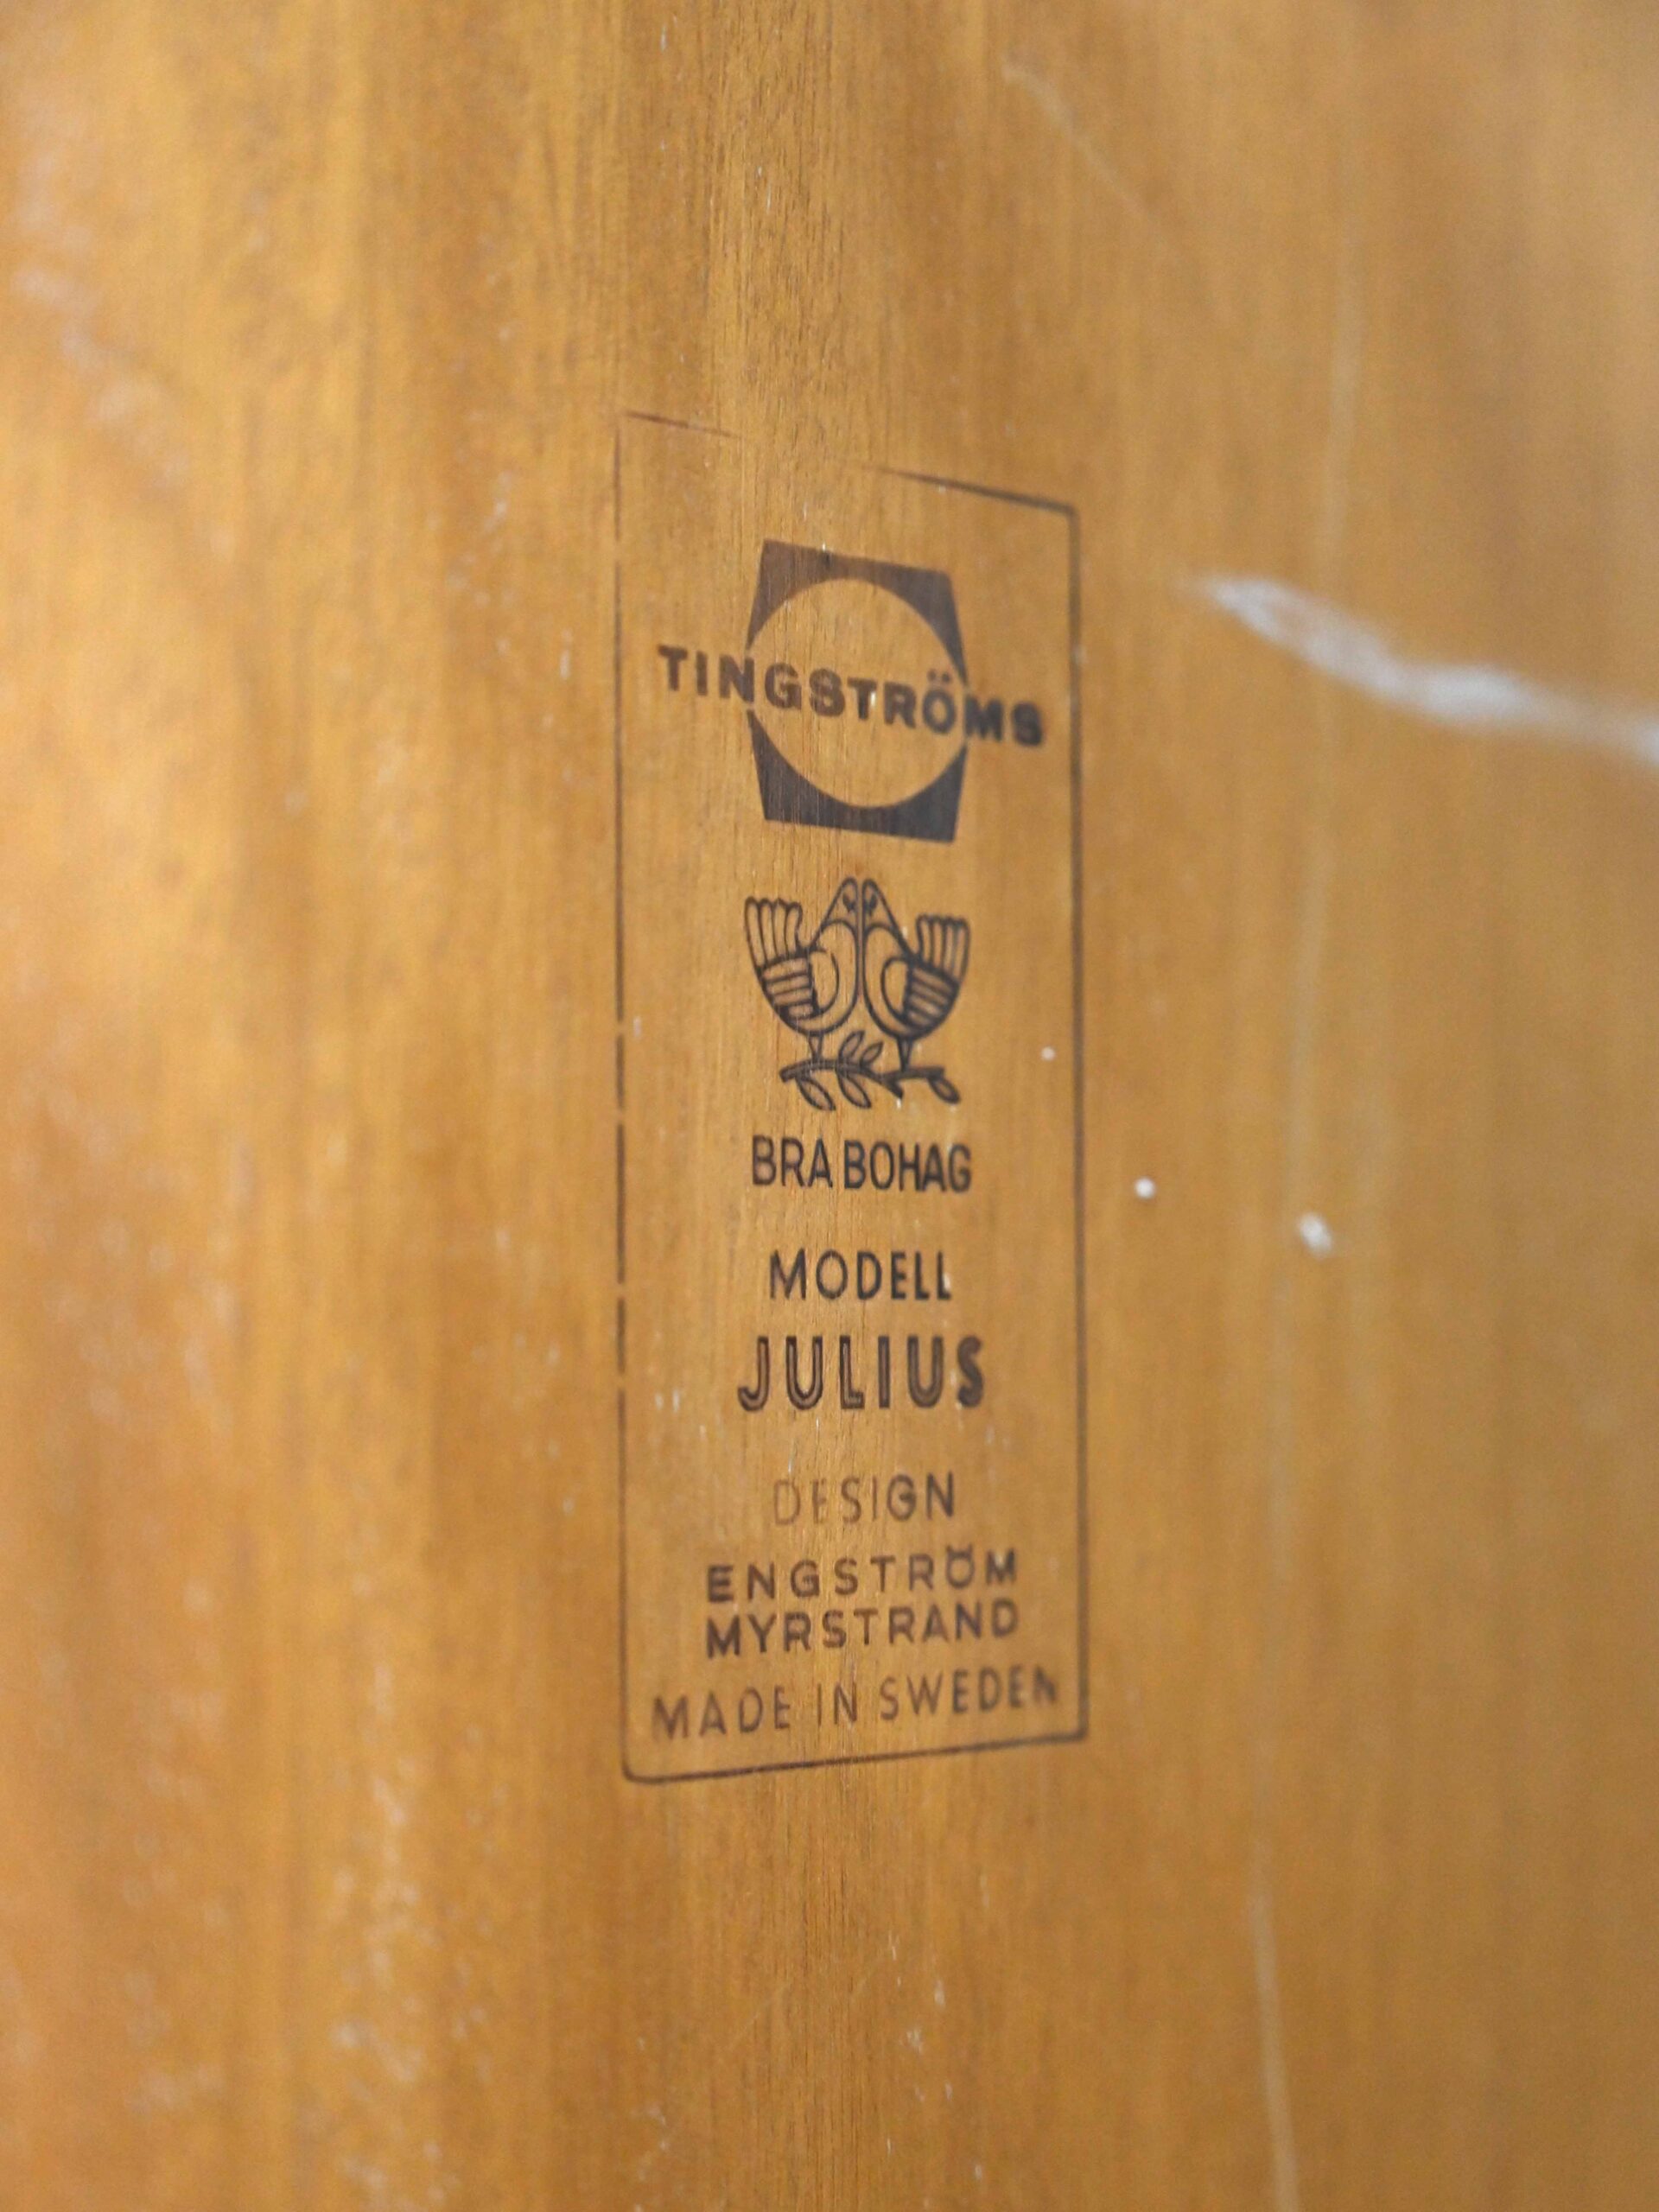 TINGSTRÖMS
BRA BOHAG
MODELL
JULIUS
DESIGN
ENGSTRÖM
MYRSTRAND
MADE IN SWEDEN